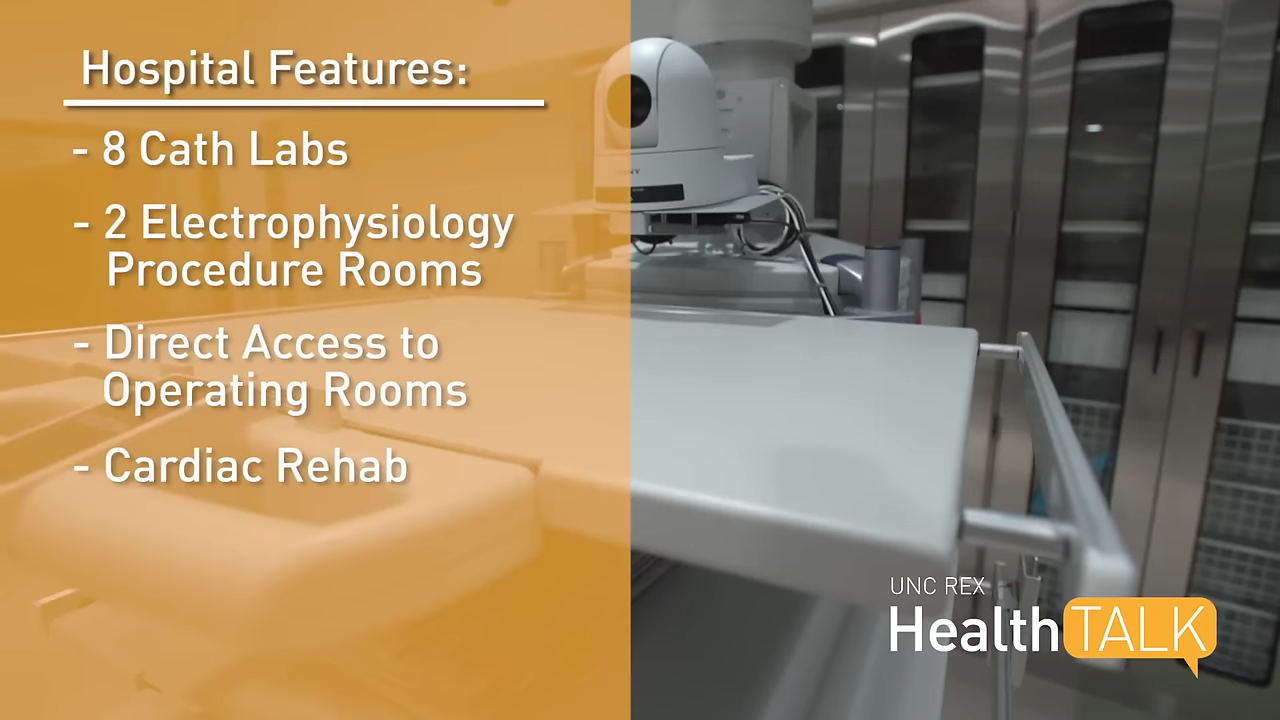 Hospital Features:
- 8 Cath Labs
- 2 Electrophysiology
Procedure Rooms
- Direct Access to
Operating Rooms
- Cardiac Rehab
SONY
UNC REX
HealthTALK